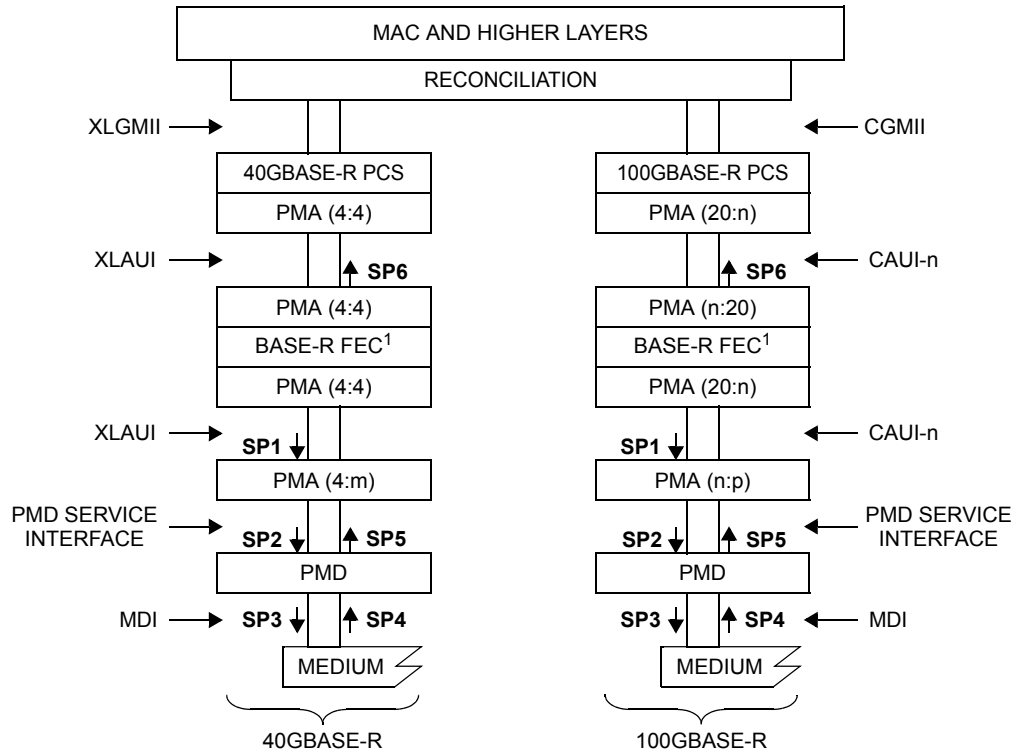 MAC AND HIGHER LAYERS
RECONCILIATION
XLGMII
CGMII
40GBASE-R PCS
100GBASE-R PCS
PMA (4:4)
PMA (20:n)
XLAUI
SP6
SP6
CAUI-n
PMA (4:4)
PMA (n:20)
BASE-R FEC1
BASE-R FEC1
PMA (4:4)
PMA (20:n)
XLAUI
SP1
SP1
CAUI-n
PMA (4:m)
PMA (n:p)
PMD SERVICE
INTERFACE
SP2
SP5
SP2
SP5
PMD SERVICE
INTERFACE
PMD
PMD
MDI
SP3
SP4
SP3
SP4
MDI
MEDIUM
MEDIUM
40GBASE-R
100GBASE-R